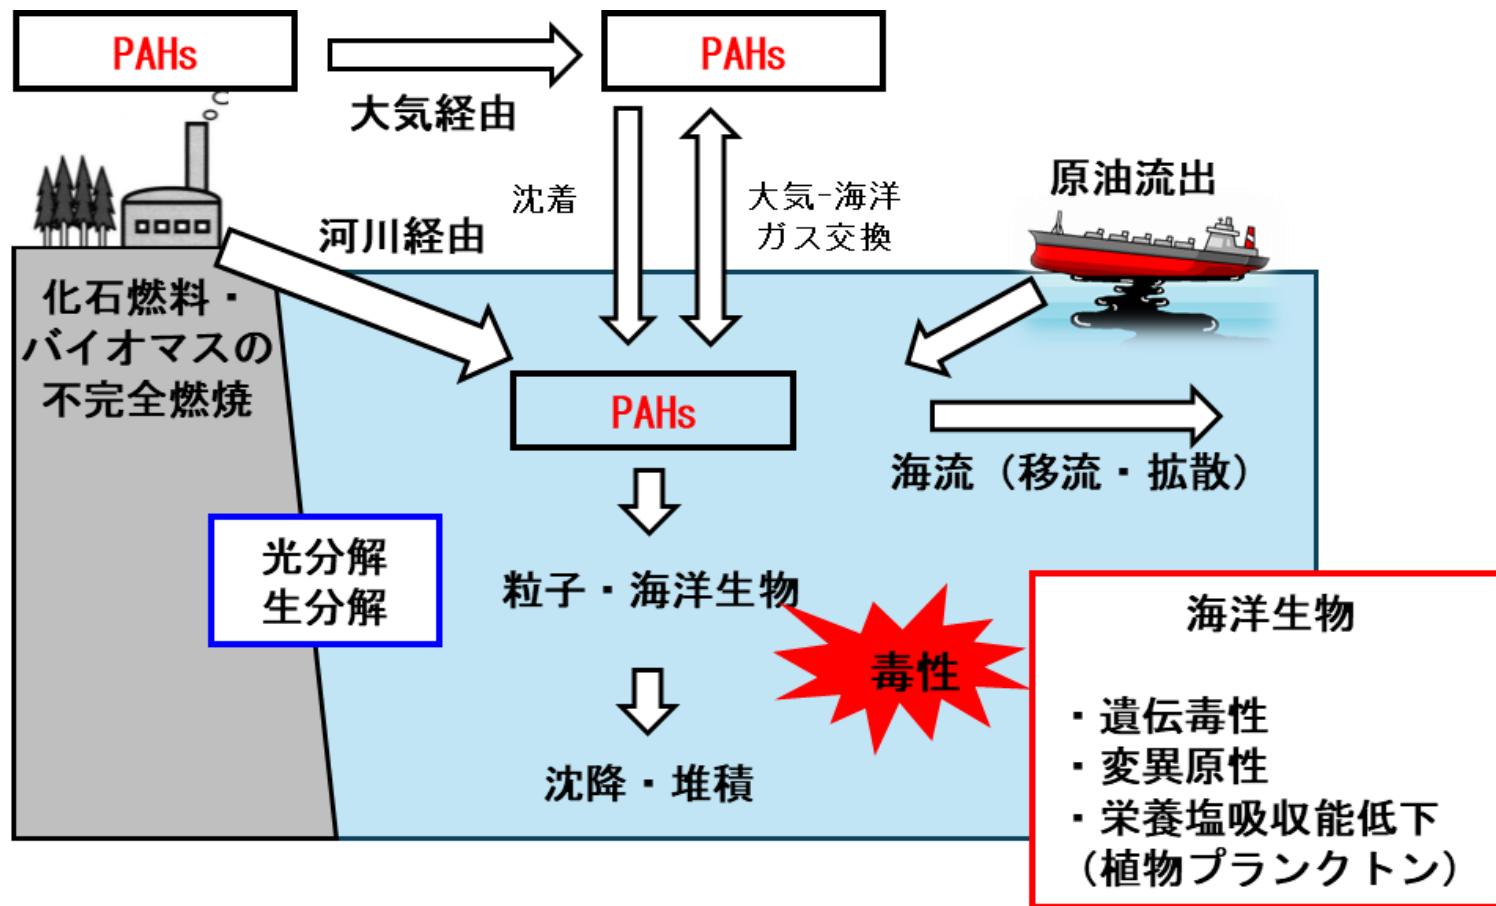 PAHs
PAHs
大気経由
沈着
大気-海洋
ガス交換
原油流出
河川経由
化石燃料・
バイオマスの
不完全燃焼
PAHs
海流（移流・拡散）
光分解
生分解
粒子・海洋生物
毒性
沈降・堆積
海洋生物
・遺伝毒性
・変異原性
・栄養塩吸収能低下
（植物プランクトン）